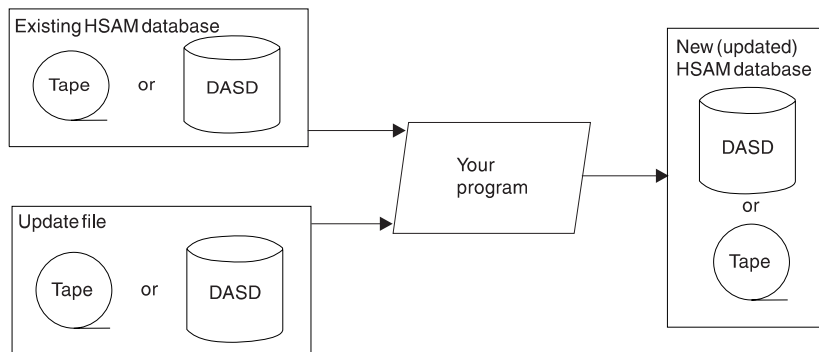 Existing HSAM database
Tape
or
DASD
Update file
Tape
or
DASD
Your
program
New (updated)
HSAM database
DASD
or
Tape